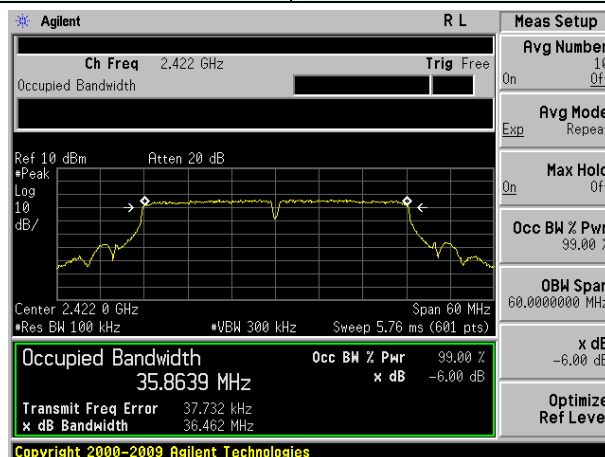 Agilent R L Meas Setup
Ch Freq 2.422 GHz Trig Free
Occupied Bandwidth
Avg Number
10
On Off
Avg Mode
Exp Repeat
Max Hold
On Off
Occ BW % Pwr
99.00 %
OBW Span
60.0000000 MHz
x dB
-6.00 dB
Optimize
Ref Level
Ref 10 dBm Atten 20 dB
#Peak
Log
10
dB/
Center 2.422 0 GHz Span 60 MHz
#Res BW 100 kHz #VBW 300 kHz Sweep 5.76 ms (601 pts)
Occupied Bandwidth Occ BW % Pwr 99.00 %
35.8639 MHz x dB -6.00 dB
Transmit Freq Error 37.732 kHz
x dB Bandwidth 36.462 MHz
Copyright 2000-2009 Agilent Technologies